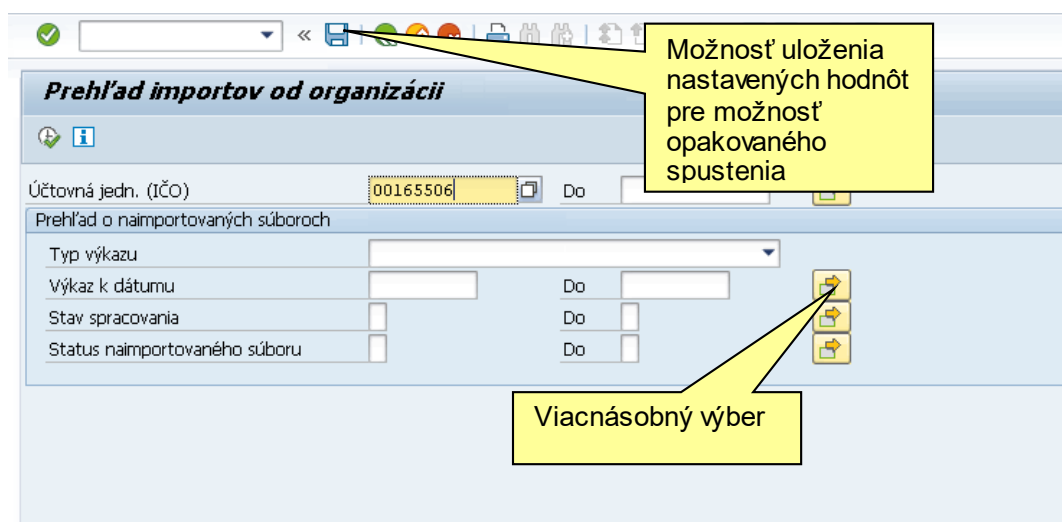 Možnosť uloženia
nastavených hodnôt
pre možnosť
opakovaného
spustenia
Prehľad importov od organizácii
Účtovná jedn. (IČO) 00165506 Do
Prehľad o naimportovaných súboroch
Typ výkazu
Výkaz k dátumu Do
Stav spracovania Do
Status naimportovaného súboru Do
Viacnásobný výber